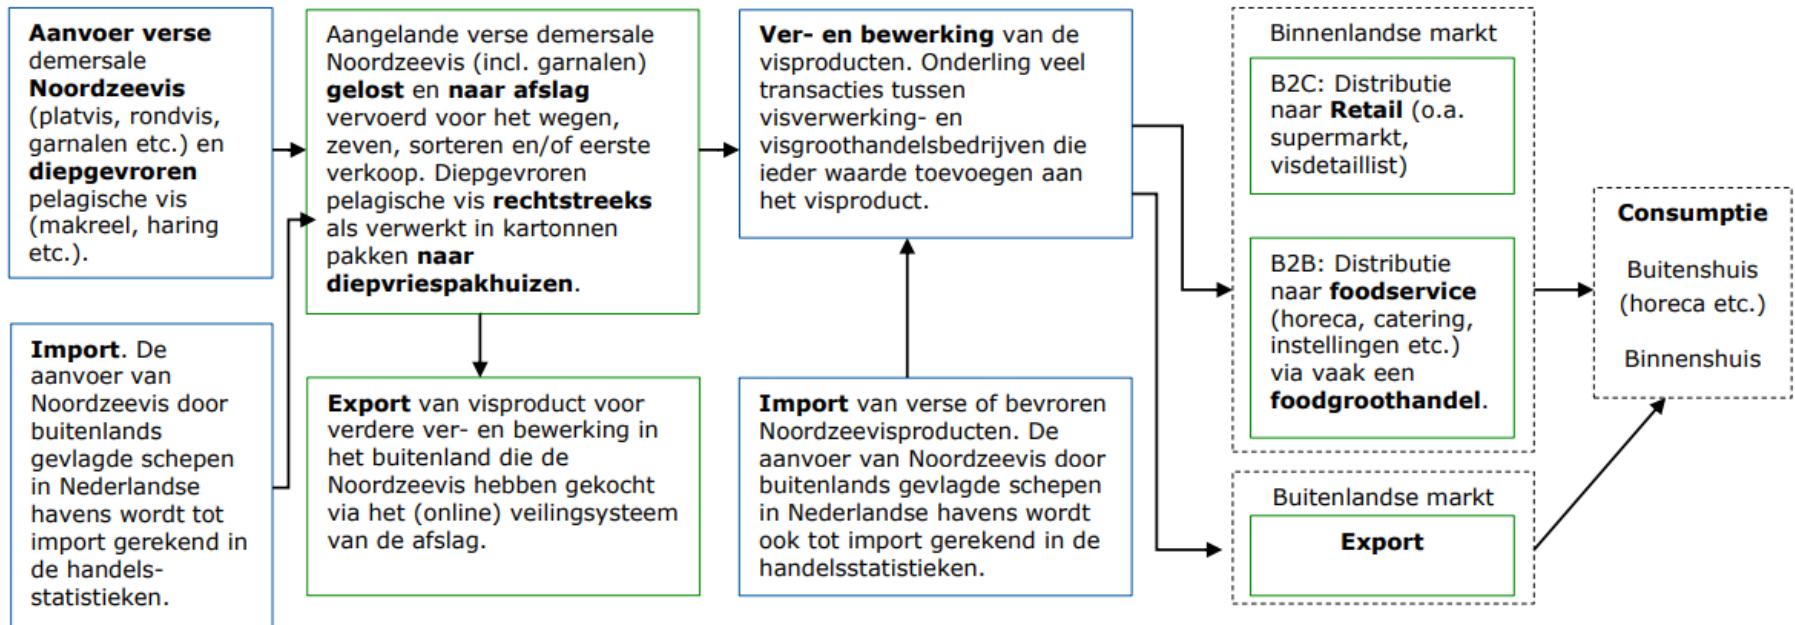 Aanvoer verse
demersale
Noordzeevis
(platvis, rondvis,
garnalen etc.) en
diepgevroren
pelagische vis
(makreel, haring
etc.).
Import. De
aanvoer van
Noordzeevis door
buitenlands
gevlagde schepen
in Nederlandse
havens wordt tot
import gerekend in
de handels-
statistieken.
Aangelande verse demersale
Noordzeevis (incl. garnalen)
gelost en naar afslag
vervoerd voor het wegen,
zeven, sorteren en/of eerste
verkoop. Diepgevroren
pelagische vis rechtstreeks
als verwerkt in kartonnen
pakken naar
diepvriespakhuizen.
Export van visproduct voor
verdere ver- en bewerking in
het buitenland die de
Noordzeevis hebben gekocht
via het (online) veilingsysteem
van de afslag.
Ver- en bewerking van de
visproducten. Onderling veel
transacties tussen
visverwerking- en
visgroothandelsbedrijven die
ieder waarde toevoegen aan
het visproduct.
Import van verse of bevroren
Noordzeevisproducten. De
aanvoer van Noordzeevis door
buitenlands gevlagde schepen
in Nederlandse havens wordt
ook tot import gerekend in de
handelsstatistieken.
Binnenlandse markt
B2C: Distributie
naar Retail (o.a.
supermarkt,
visdetaillist)
B2B: Distributie
naar foodservice
(horeca, catering,
instellingen etc.)
via vaak een
foodgroothandel.
Buitenlandse markt
Export
Consumptie
Buitenshuis
(horeca etc.)
Binnenshuis